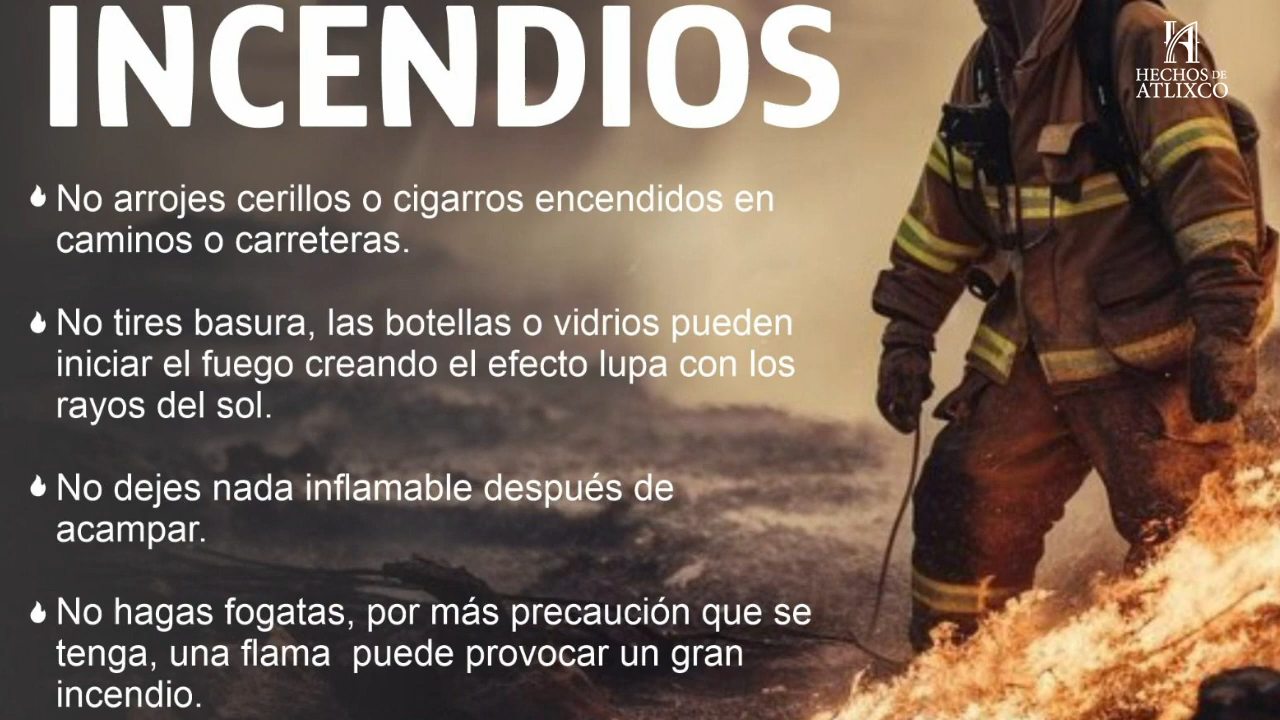 INCENDIOS
HECHOS DE
ATLIXCO
No arrojes cerillos o cigarros encendidos en
caminos o carreteras.
No tires basura, las botellas o vidrios pueden
iniciar el fuego creando el efecto lupa con los
rayos del sol.
No dejes nada inflamable después de
acampar.
No hagas fogatas, por más precaución que se
tenga, una flama  puede provocar un gran
incendio.